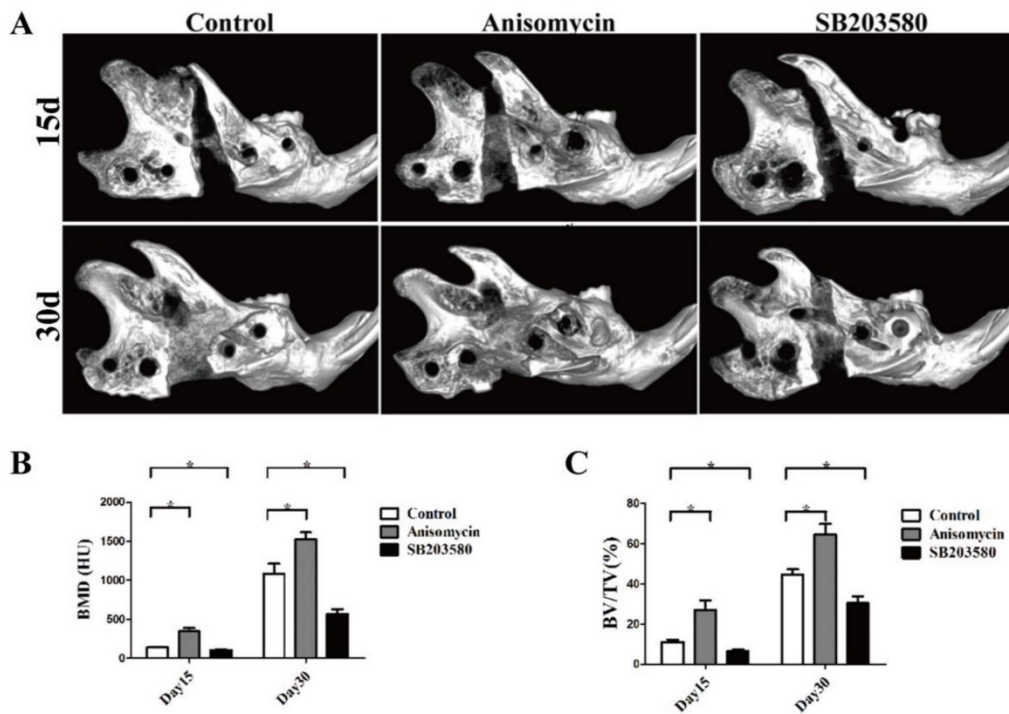 A
Control
Anisomycin
SB203580
15d
30d
B
* *
* *
2000
1500
1000
500
0
BMD (HU)
Day15
Day30
Control
Anisomycin
SB203580
C
* *
* *
80
60
40
20
0
BV/TV(%)
Day15
Day30
Control
Anisomycin
SB203580